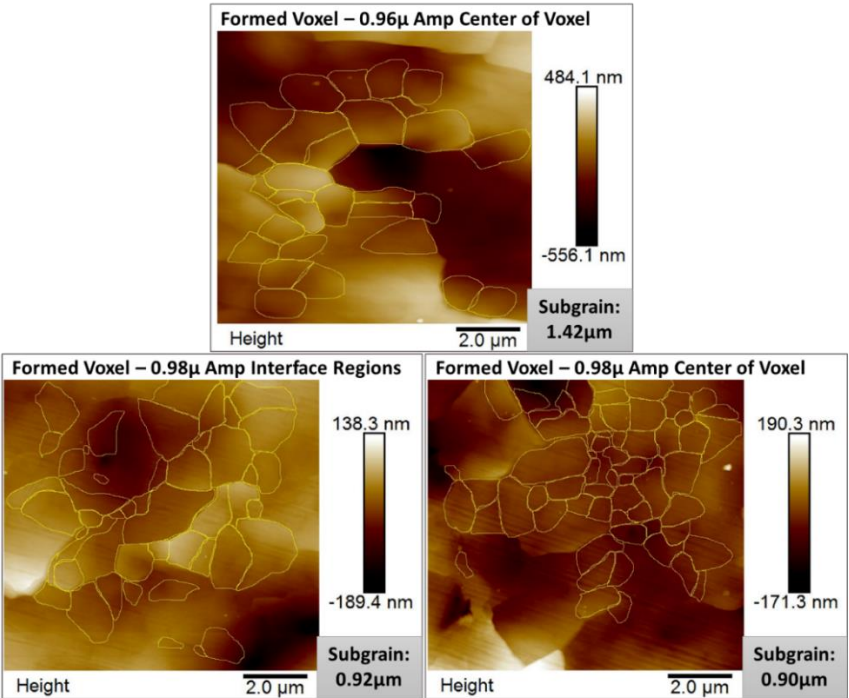 Formed Voxel – 0.96μ Amp Center of Voxel
484.1 nm
-556.1 nm
Subgrain:
1.42μm
Height
2.0 μm
Formed Voxel – 0.98μ Amp Interface Regions
138.3 nm
-189.4 nm
Subgrain:
0.92μm
Height
2.0 μm
Formed Voxel – 0.98μ Amp Center of Voxel
190.3 nm
-171.3 nm
Subgrain:
0.90μm
Height
2.0 μm